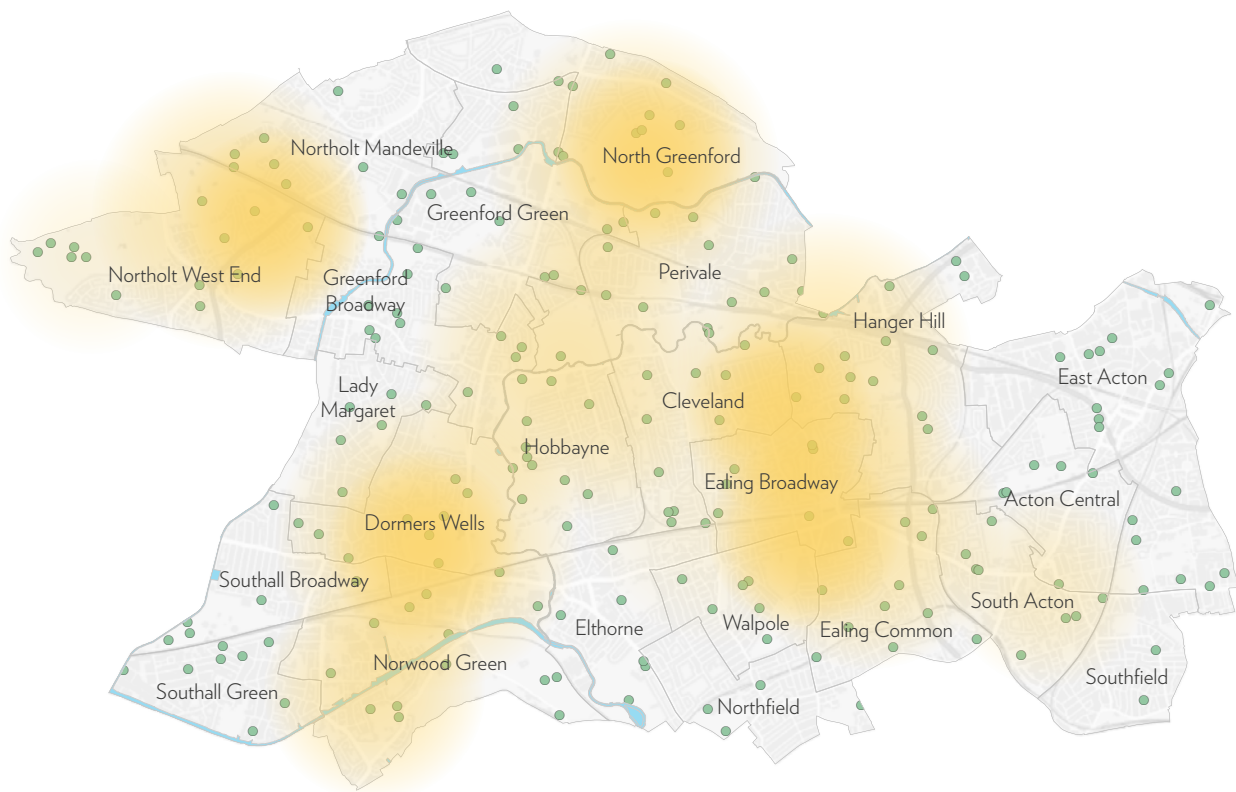 Northolt Mandeville
North Greenford
Greenford Green
Northolt West End
Greenford
Broadway
Perivale
Hanger Hill
Lady
Margaret
Cleveland
East Acton
Hobbayne
Ealing Broadway
Acton Central
Dormers Wells
Southall Broadway
South Acton
Elthorne
Walpole
Ealing Common
Norwood Green
Southall Green
Northfield
Southfield